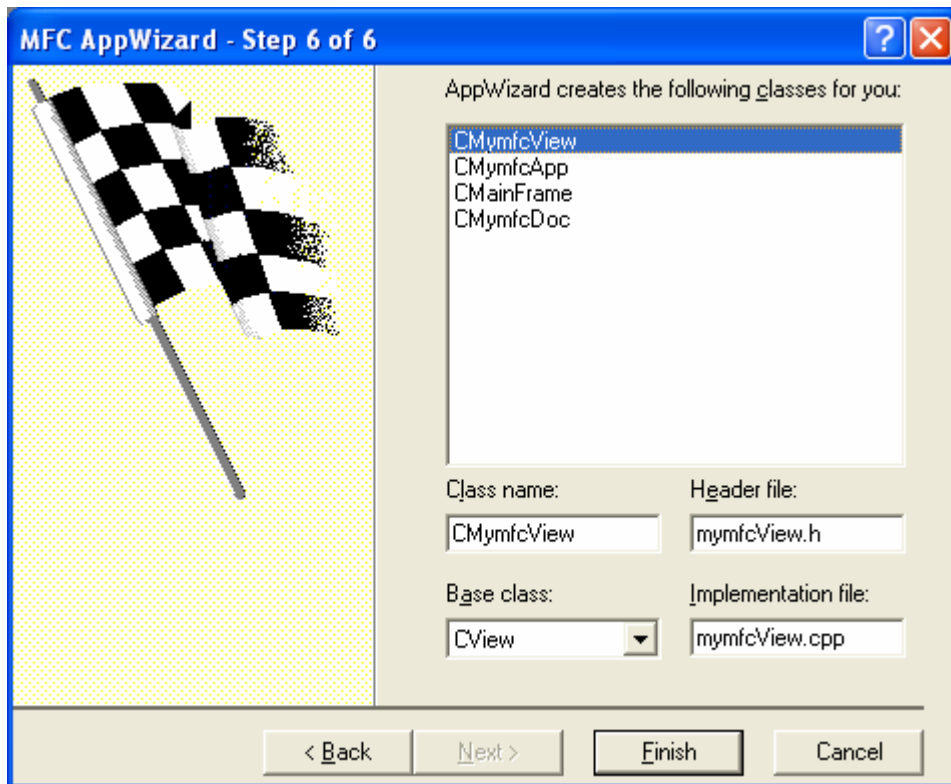 MFC AppWizard - Step 6 of 6
AppWizard creates the following classes for you:
CMymfcView
CMymfcApp
CMainFrame
CMymfcDoc
Class name:
Header file:
CMymfcView
mymfcView.h
Base class:
Implementation file:
CView
mymfcView.cpp
< Back
Next >
Finish
Cancel